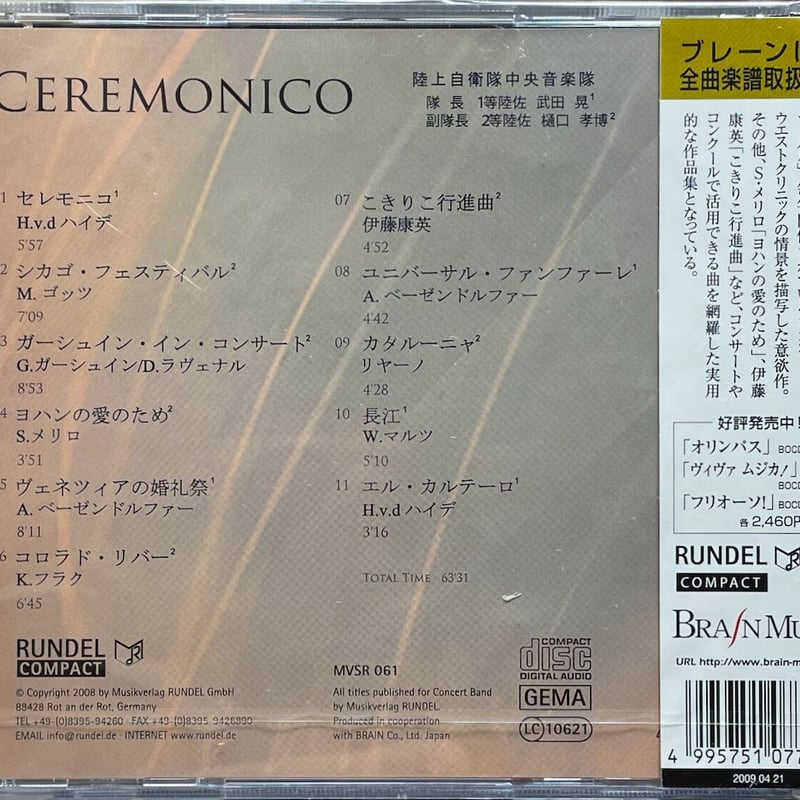 CEREMONICO
陸上自衛隊中央音楽隊
隊 長 1等陸佐 武田 晃¹
副隊長 2等陸佐 樋口 孝博²
1 セレモニコ¹
H.v.d ハイデ
5'57
2 シカゴ・フェスティバル²
M. ゴッツ
7'09
3 ガーシュイン・イン・コンサート²
G.ガーシュイン/D.ラヴェナル
8'53
4 ヨハンの愛のため²
S.メリロ
3'51
5 ヴェネツィアの婚礼祭¹
A. ベーゼンドルファー
8'11
6 コロラド・リバー²
K.フラク
6'45
07 こきりこ行進曲²
伊藤康英
4'52
08 ユニバーサル・ファンファーレ¹
A. ベーゼンドルファー
4'42
09 カタルーニャ²
リヤーノ
4'28
10 長江¹
W.マルツ
5'10
11 エル・カルテーロ¹
H.v.d ハイデ
3'16
TOTAL TIME 63'31
RUNDEL
COMPACT
© Copyright 2008 by Musikverlag RUNDEL GmbH
88428 Rot an der Rot, Germany
TEL +49-(0)8395-94260 · FAX +49-(0)8395-9426890
EMAIL info@rundel.de · INTERNET www.rundel.de
MVSR 061
All titles published for Concert Band
by Musikverlag RUNDEL.
Produced in cooperation
with BRAIN Co., Ltd. Japan
COMPACT
disc
DIGITAL AUDIO
GEMA
LC 10621
ブレーン
全曲楽譜取扱
ウエストクリニックの情景を描写した意欲作。
その他、S・メリロ「ヨハンの愛のため」、伊藤
康英「こきりこ行進曲」など、コンサートや
コンクールで活用できる曲を網羅した実用
的な作品集となっている。
好評発売中!
「オリンパス」 BOCD
「ヴィヴァ ムジカ!」
BOCD
「フリオーソ!」 BOCD
各2,460円
RUNDEL
COMPACT
BRAIN MU
URL http://www.brain-m
4 995751 077
2009.04.21